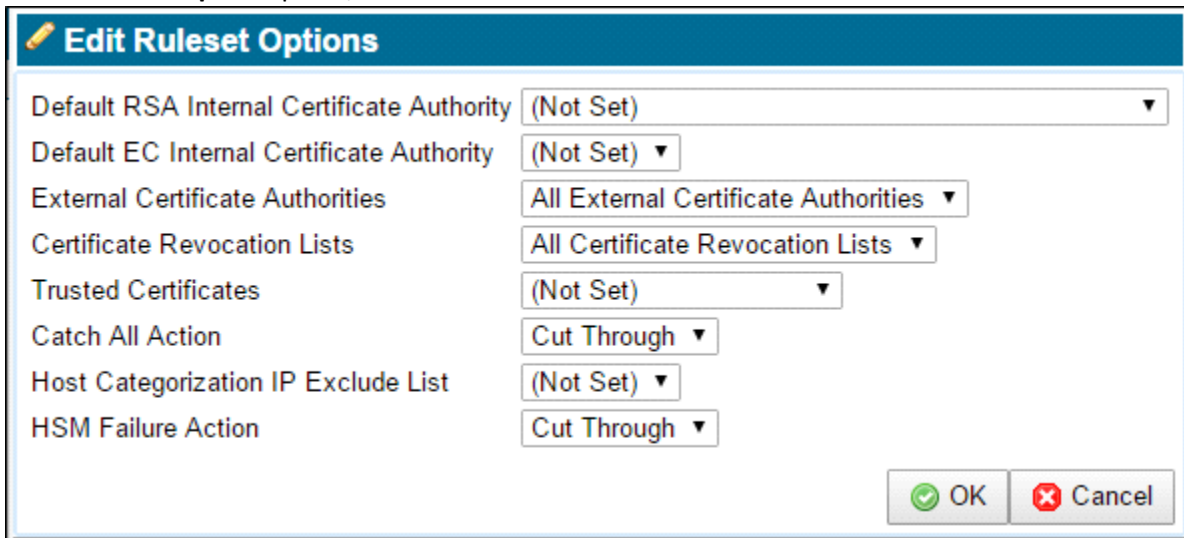 Edit Ruleset Options
Default RSA Internal Certificate Authority (Not Set)
Default EC Internal Certificate Authority (Not Set)
External Certificate Authorities All External Certificate Authorities
Certificate Revocation Lists All Certificate Revocation Lists
Trusted Certificates (Not Set)
Catch All Action Cut Through
Host Categorization IP Exclude List (Not Set)
HSM Failure Action Cut Through
OK Cancel